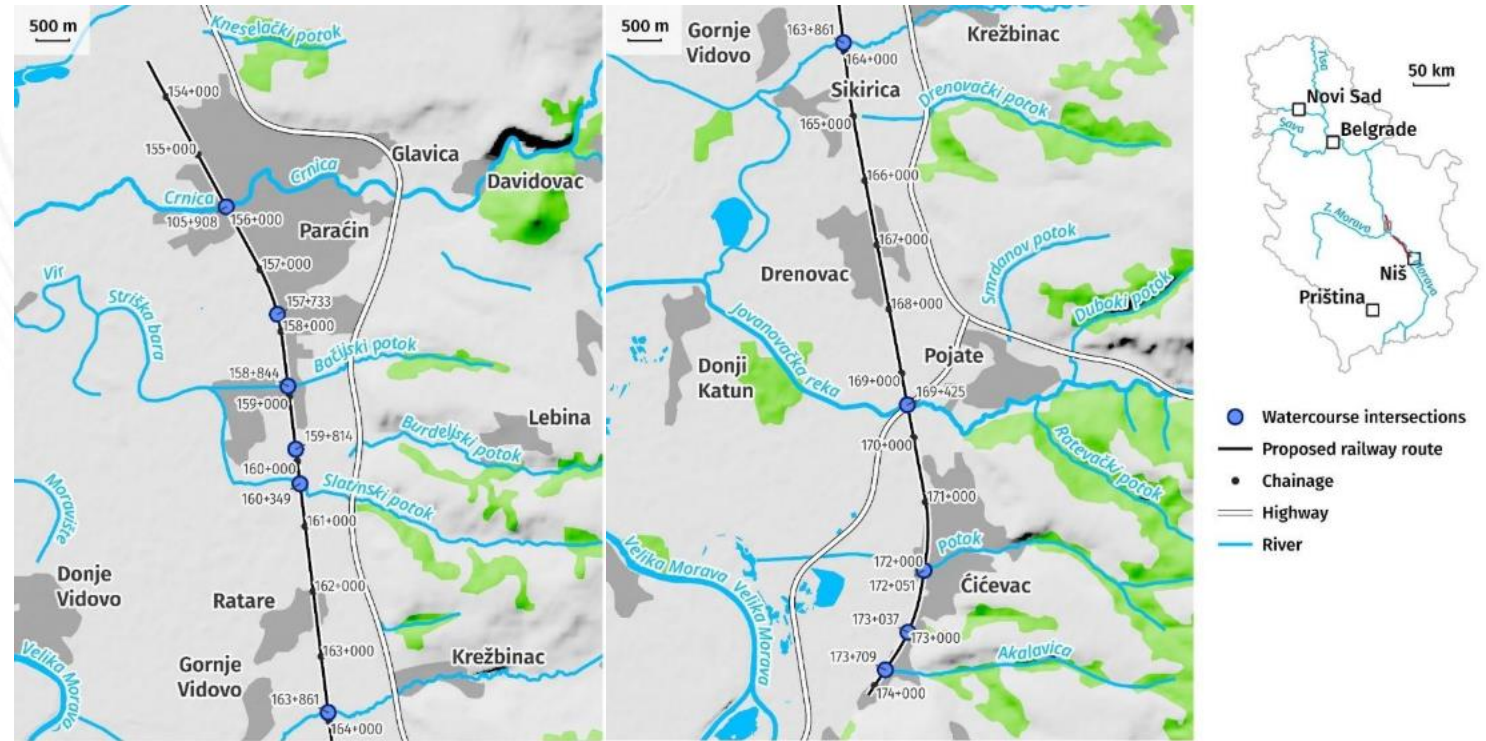 500 m
Kneselački potok
154+000
155+000
Glavica
Davidovac
Crnica
Crnica
105+908
156+000
Paraćin
157+000
Vir
Striška bara
157+733
158+000
Bačijski potok
158+844
159+000
Lebina
159+814
Burdeljski potok
160+000
160+349
Slatinski potok
161+000
Moravište
Donje
Vidovo
Ratare
162+000
163+000
Gornje
Vidovo
Krežbinac
Velika Morava
163+861
164+000
500 m
Gornje
Vidovo
163+861
164+000
Krežbinac
Sikirica
Drenovački potok
165+000
166+000
167+000
Drenovac
Smrdanov potok
168+000
Duboki potok
Jovanovačka reka
Donji
Katun
Pojate
169+000
169+425
170+000
Ratevački potok
171+000
Velika Morava
Velika Morava
Potok
172+000
172+051
Ćićevac
173+037
173+000
173+709
Akalavica
174+000
Tisa
50 km
Novi Sad
Sava
Belgrade
Z. Morava
Niš
Morava
Priština
Watercourse intersections
Proposed railway route
Chainage
Highway
River